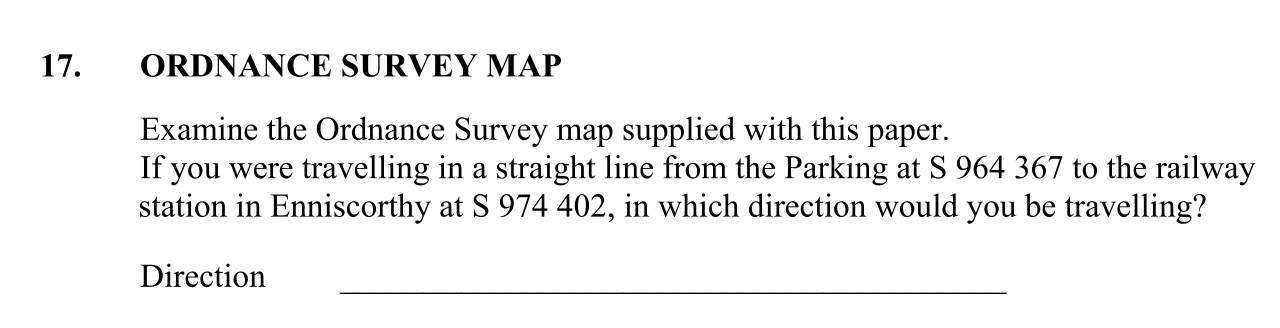 17. ORDNANCE SURVEY MAP
Examine the Ordnance Survey map supplied with this paper.
If you were travelling in a straight line from the Parking at S 964 367 to the railway
station in Enniscorthy at S 974 402, in which direction would you be travelling?
Direction